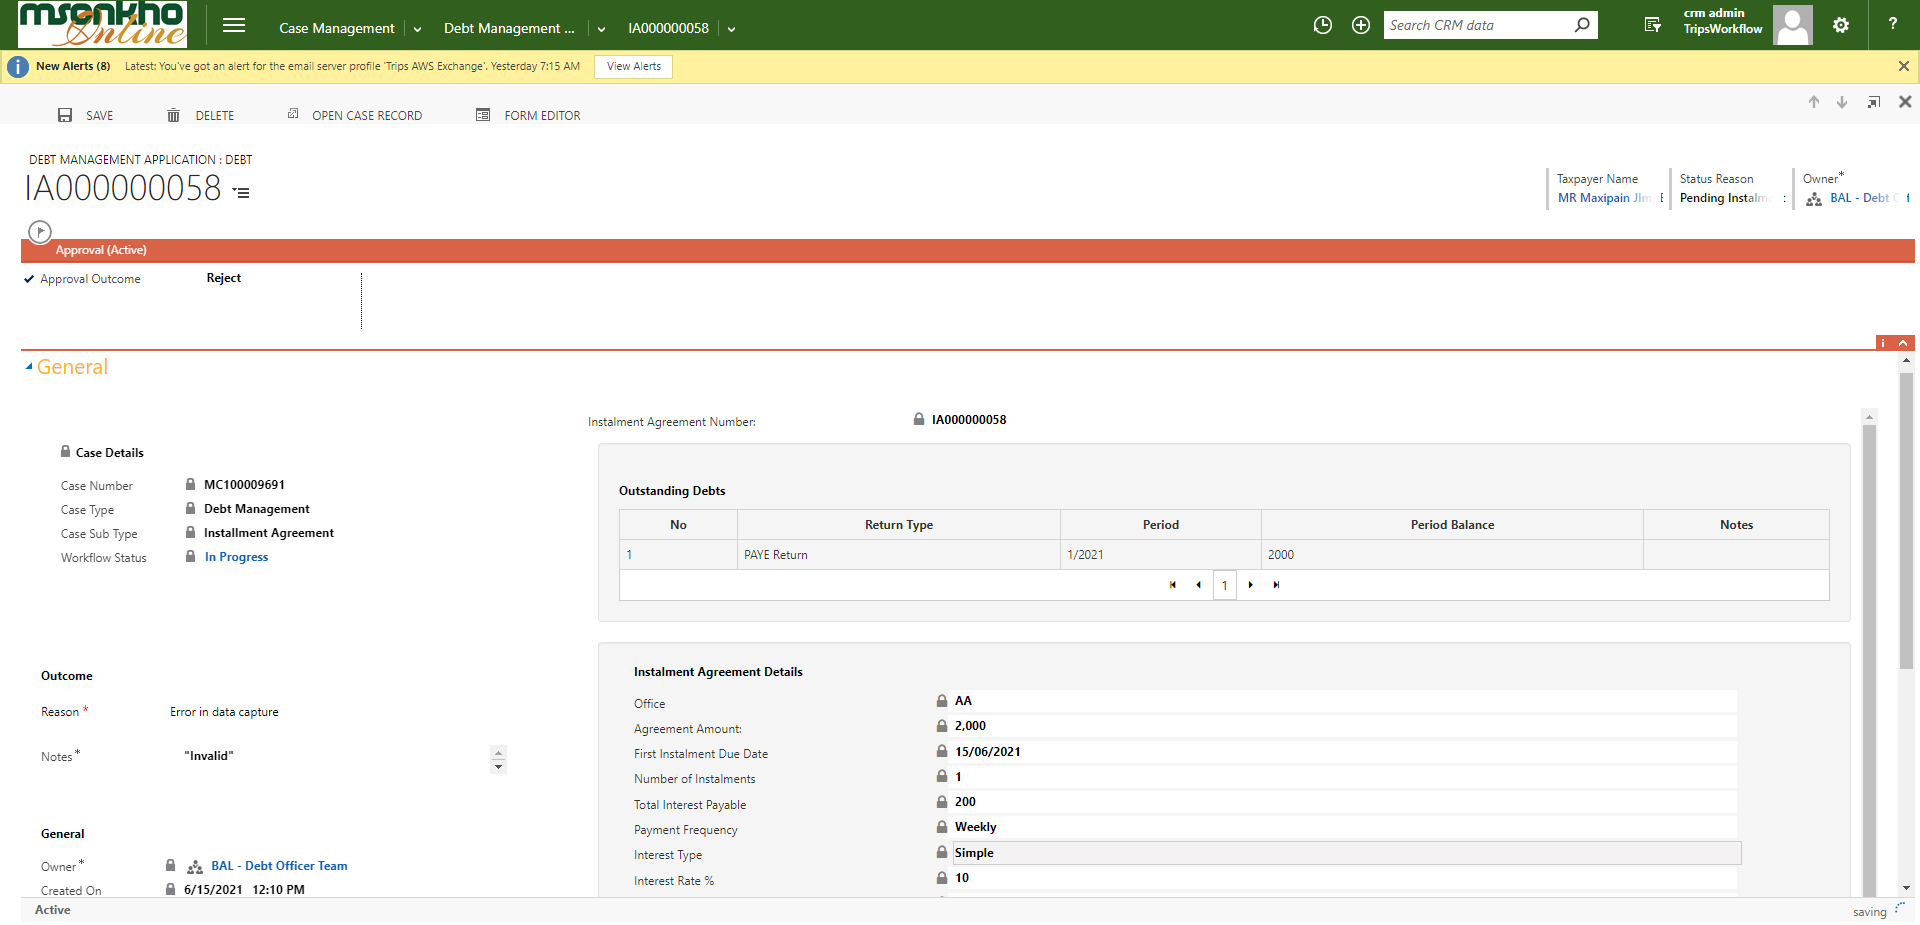 msonkho
Online
Case Management
Debt Management ...
IA000000058
Search CRM data
crm admin
TripsWorkflow
?
New Alerts (8)
Latest: You've got an alert for the email server profile 'Trips AWS Exchange'. Yesterday 7:15 AM
View Alerts
SAVE
DELETE
OPEN CASE RECORD
FORM EDITOR
DEBT MANAGEMENT APPLICATION : DEBT
IA000000058
Taxpayer Name
MR Maxipain JIm
Status Reason
Pending Instalme
Owner*
BAL - Debt O
Approval (Active)
Approval Outcome
Reject
General
Instalment Agreement Number:
IA000000058
Case Details
Case Number
MC100009691
Case Type
Debt Management
Case Sub Type
Installment Agreement
Workflow Status
In Progress
Outstanding Debts
No Return Type Period Period Balance Notes
1 PAYE Return 1/2021 2000
1
Outcome
Reason *
Error in data capture
Notes*
"Invalid"
General
Owner*
BAL - Debt Officer Team
Created On
6/15/2021 12:10 PM
Instalment Agreement Details
Office
AA
Agreement Amount:
2,000
First Instalment Due Date
15/06/2021
Number of Instalments
1
Total Interest Payable
200
Payment Frequency
Weekly
Interest Type
Simple
Interest Rate %
10
Active
saving